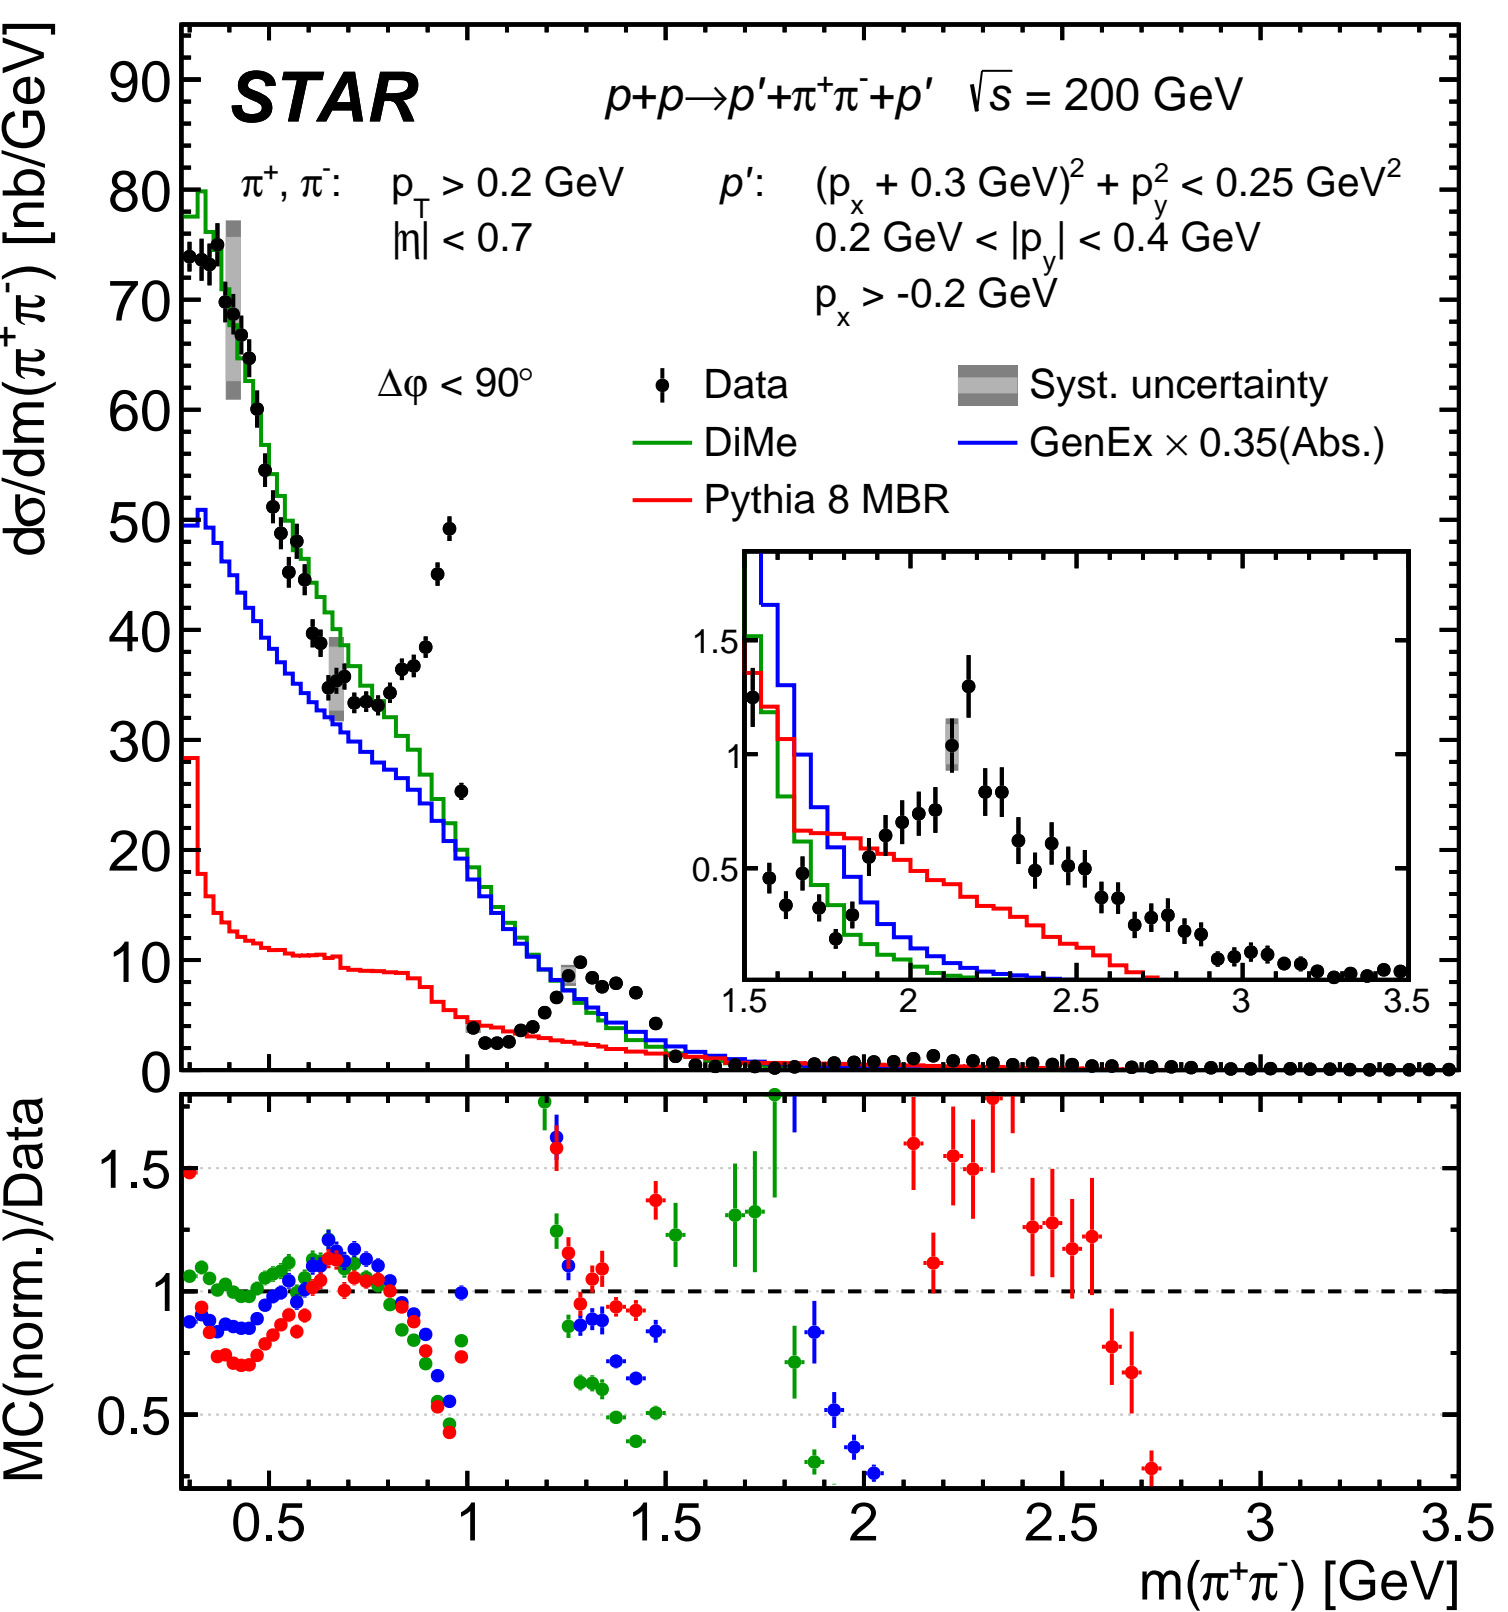 STAR
p+p→p′+π⁺π⁻+p′ √s = 200 GeV
π⁺, π⁻: p_T > 0.2 GeV p′: (p_x + 0.3 GeV)² + p_y² < 0.25 GeV²
|η| < 0.7 0.2 GeV < |p_y| < 0.4 GeV
p_x > -0.2 GeV
Δφ < 90° Data Syst. uncertainty
DiMe GenEx × 0.35(Abs.)
Pythia 8 MBR
dσ/dm(π⁺π⁻) [nb/GeV]
90
80
70
60
50
40
30
20
10
0
1.5
1
0.5
1.5 2 2.5 3 3.5
MC(norm.)/Data
1.5
1
0.5
0.5 1 1.5 2 2.5 3 3.5
m(π⁺π⁻) [GeV]